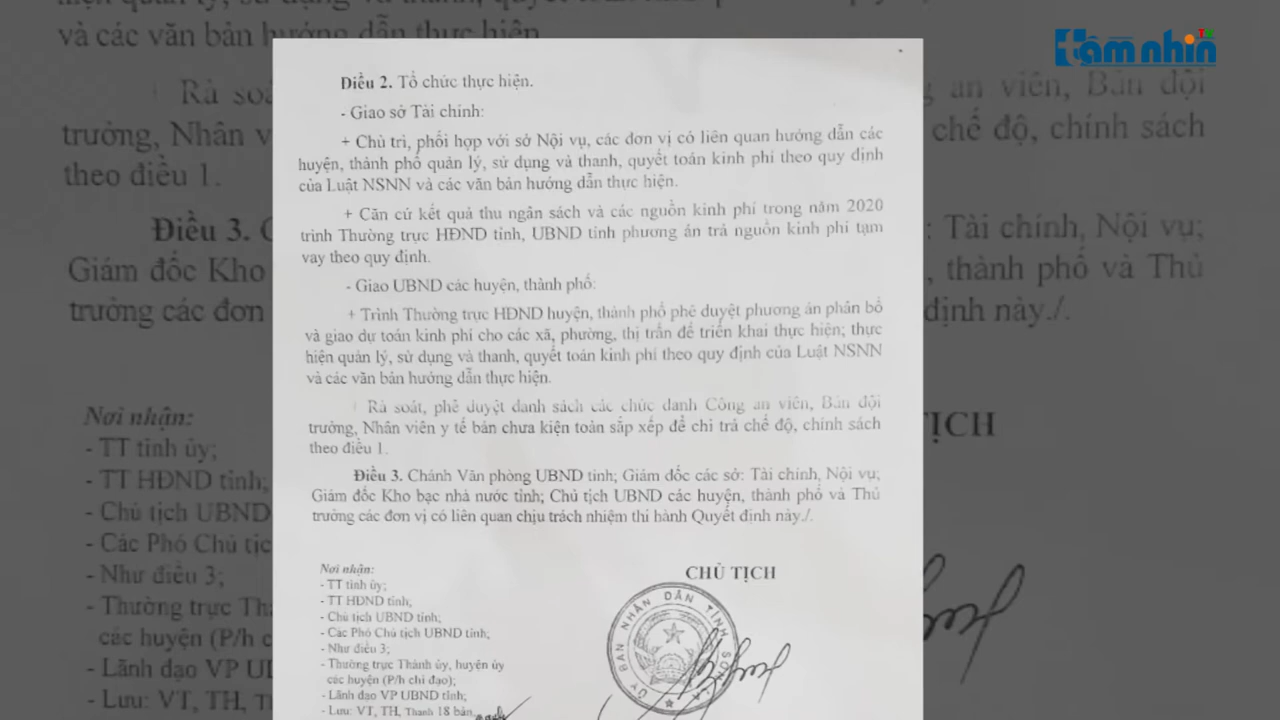 Tầm nhìn TV
Điều 2. Tổ chức thực hiện.
- Giao sở Tài chính:
+ Chủ trì, phối hợp với sở Nội vụ, các đơn vị có liên quan hướng dẫn các
huyện, thành phố quản lý, sử dụng và thanh, quyết toán kinh phí theo quy định
của Luật NSNN và các văn bản hướng dẫn thực hiện.
+ Căn cứ kết quả thu ngân sách và các nguồn kinh phí trong năm 2020
trình Thường trực HĐND tỉnh, UBND tỉnh phương án trả nguồn kinh phí tạm
vay theo quy định.
- Giao UBND các huyện, thành phố:
+ Trình Thường trực HĐND huyện, thành phố phê duyệt phương án phân bổ
và giao dự toán kinh phí cho các xã, phường, thị trấn để triển khai thực hiện; thực
hiện quản lý, sử dụng và thanh, quyết toán kinh phí theo quy định của Luật NSNN
và các văn bản hướng dẫn thực hiện.
Rà soát, phê duyệt danh sách các chức danh Công an viên, Bản đội
trưởng, Nhân viên y tế bản chưa kiện toàn sắp xếp để chi trả chế độ, chính sách
theo điều 1.
Điều 3. Chánh Văn phòng UBND tỉnh; Giám đốc các sở: Tài chính, Nội vụ;
Giám đốc Kho bạc nhà nước tỉnh; Chủ tịch UBND các huyện, thành phố và Thủ
trưởng các đơn vị có liên quan chịu trách nhiệm thi hành Quyết định này./.
Nơi nhận:
- TT tỉnh ủy;
- TT HĐND tỉnh;
- Chủ tịch UBND tỉnh;
- Các Phó Chủ tịch UBND tỉnh;
- Như điều 3;
- Thường trực Thành ủy, huyện ủy
các huyện (P/h chỉ đạo);
- Lãnh đạo VP UBND tỉnh;
- Lưu: VT, TH, Thanh 18 bản.
CHỦ TỊCH
ỦY BAN NHÂN DÂN TỈNH SƠN